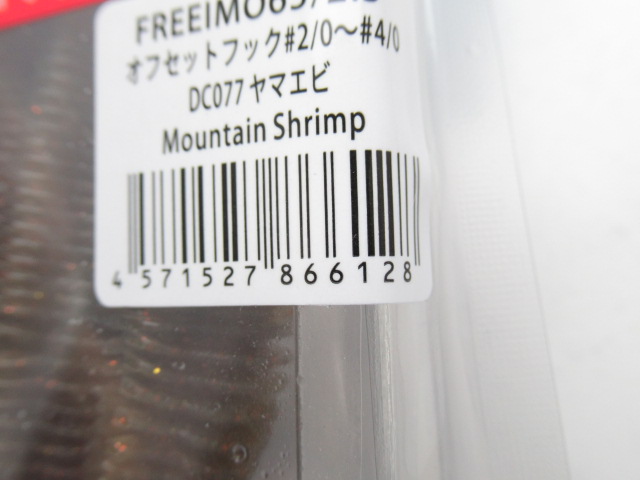 オフセットフック#2/0～#4/0
DC077 ヤマエビ
Mountain Shrimp
4 571527 866128